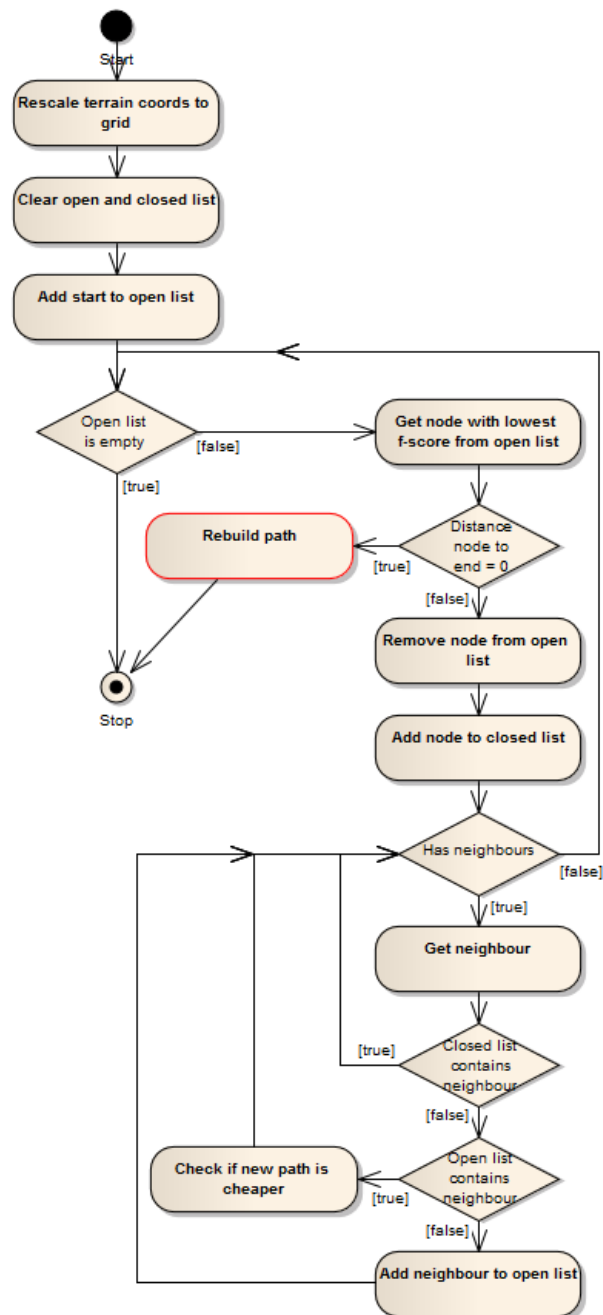 Start
Rescale terrain coords to
grid
Clear open and closed list
Add start to open list
Open list
is empty
[false]
[true]
Get node with lowest
f-score from open list
Distance
node to
end = 0
[true]
[false]
Rebuild path
Stop
Remove node from open
list
Add node to closed list
Has neighbours
[false]
[true]
Get neighbour
Closed list
contains
neighbour
[true]
[false]
Open list
contains
neighbour
[true]
[false]
Check if new path is
cheaper
Add neighbour to open list